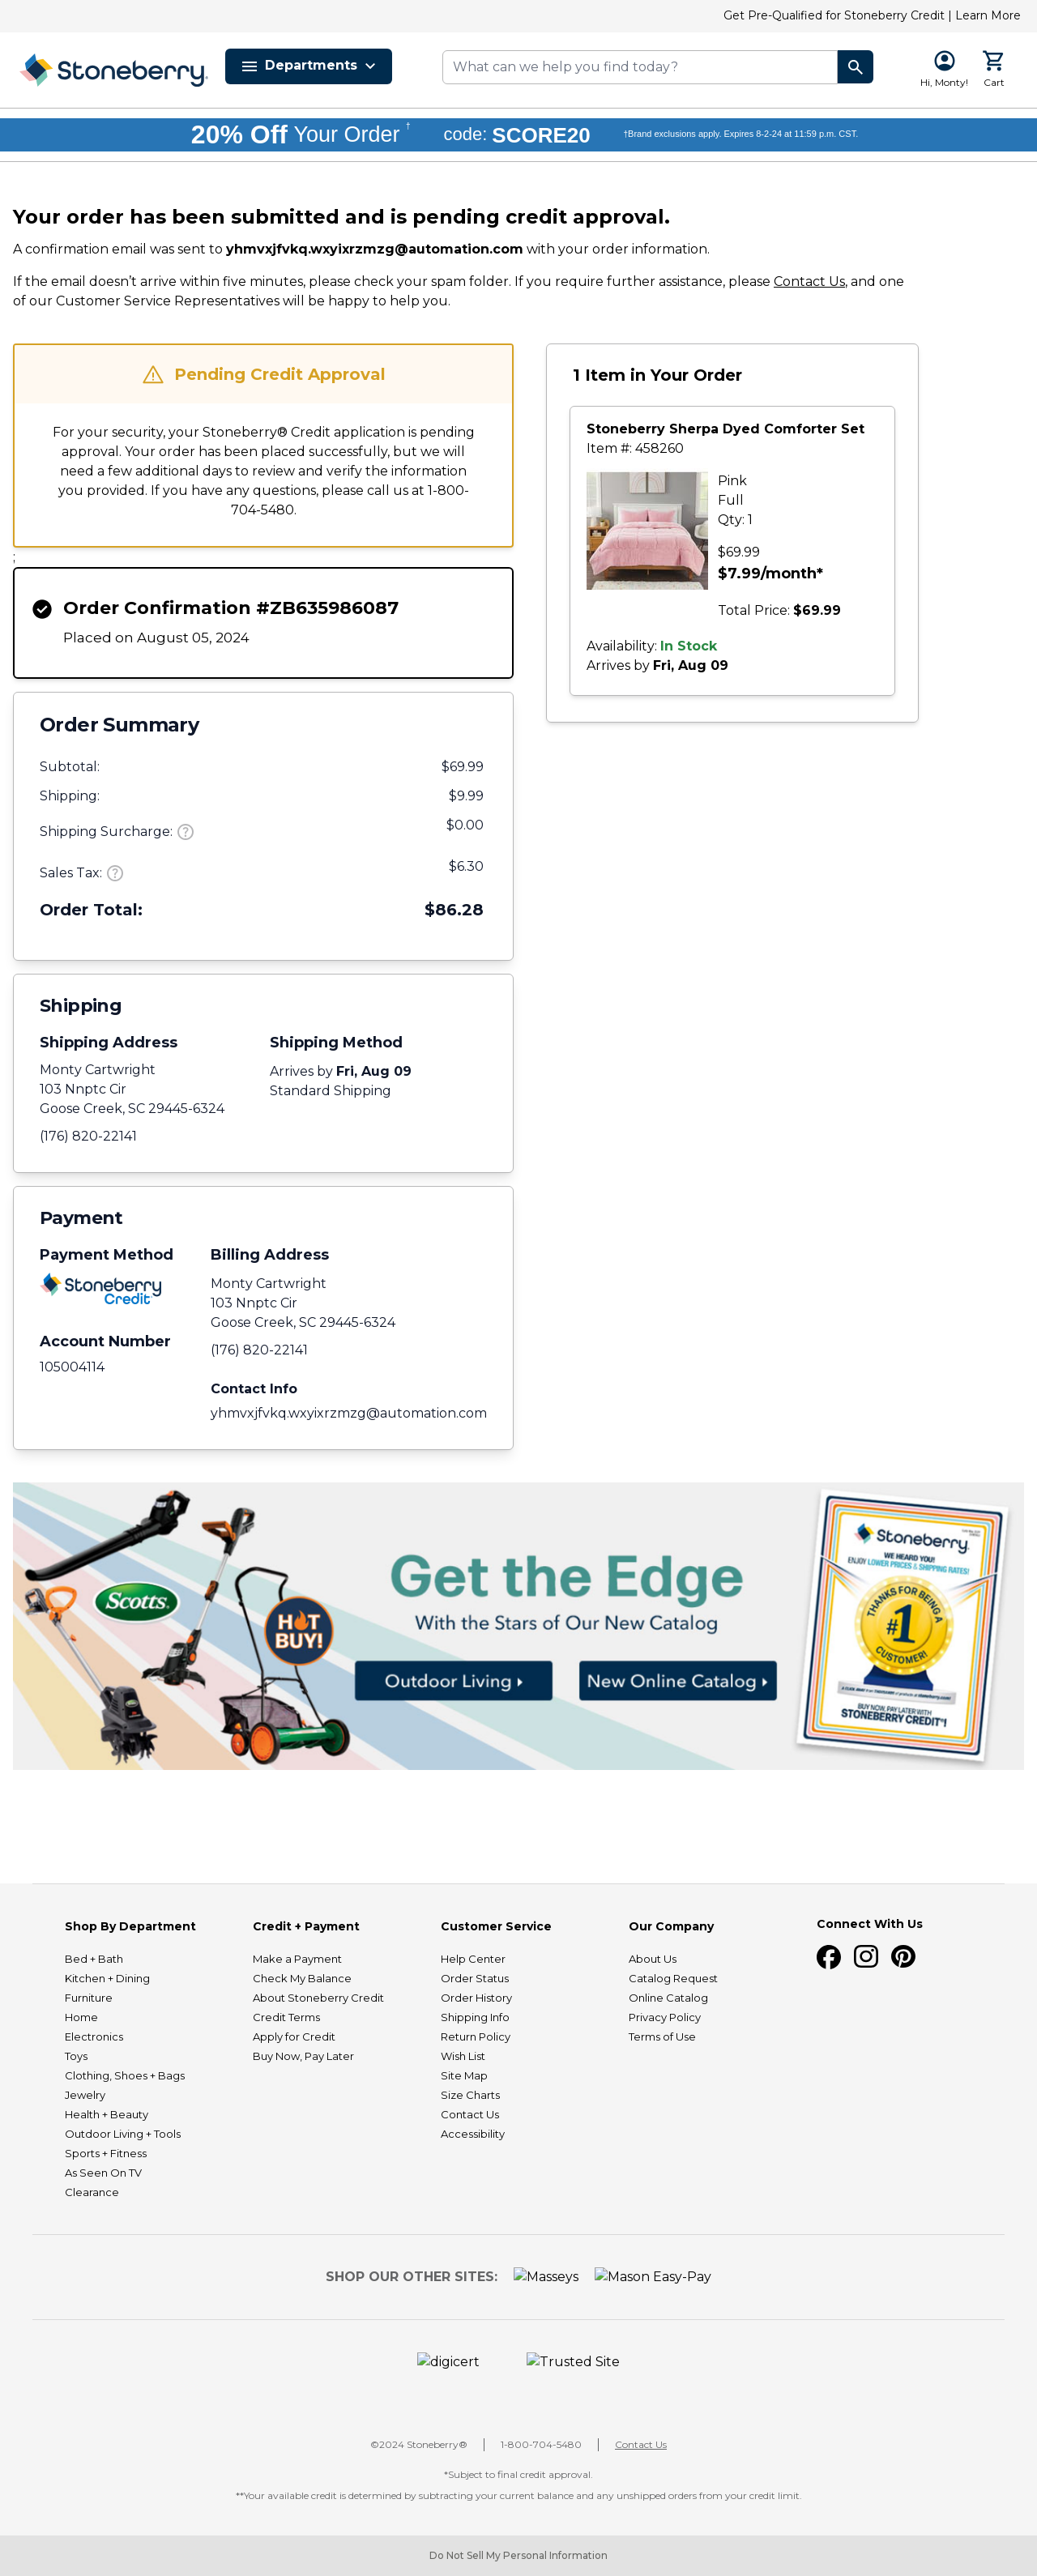 Get Pre-Qualified for Stoneberry Credit | Learn More
Stoneberry
Departments
What can we help you find today?
Hi, Monty!
Cart
20% Off Your Order † code: SCORE20 †Brand exclusions apply. Expires 8-2-24 at 11:59 p.m. CST.
Your order has been submitted and is pending credit approval.
A confirmation email was sent to yhmvxjfvkq.wxyixrzmzg@automation.com with your order information.
If the email doesn’t arrive within five minutes, please check your spam folder. If you require further assistance, please Contact Us, and one
of our Customer Service Representatives will be happy to help you.
Pending Credit Approval
For your security, your Stoneberry® Credit application is pending
approval. Your order has been placed successfully, but we will
need a few additional days to review and verify the information
you provided. If you have any questions, please call us at 1-800-
704-5480.
;
Order Confirmation #ZB635986087
Placed on August 05, 2024
Order Summary
Subtotal: $69.99
Shipping: $9.99
Shipping Surcharge: ? $0.00
Sales Tax: ? $6.30
Order Total: $86.28
Shipping
Shipping Address
Monty Cartwright
103 Nnptc Cir
Goose Creek, SC 29445-6324
(176) 820-22141
Shipping Method
Arrives by Fri, Aug 09
Standard Shipping
Payment
Payment Method
Stoneberry
Credit
Account Number
105004114
Billing Address
Monty Cartwright
103 Nnptc Cir
Goose Creek, SC 29445-6324
(176) 820-22141
Contact Info
yhmvxjfvkq.wxyixrzmzg@automation.com
1 Item in Your Order
Stoneberry Sherpa Dyed Comforter Set
Item #: 458260
Pink
Full
Qty: 1
$69.99
$7.99/month*
Total Price: $69.99
Availability: In Stock
Arrives by Fri, Aug 09
Scotts
HOT
BUY!
Get the Edge
With the Stars of Our New Catalog
Outdoor Living
New Online Catalog
Stoneberry
WE HEARD YOU!
ENJOY LOWER PRICES & SHIPPING RATES!
THANKS FOR BEING A
#1
CUSTOMER
BUY NOW, PAY LATER WITH
STONEBERRY CREDIT®!
Shop By Department
Bed + Bath
Kitchen + Dining
Furniture
Home
Electronics
Toys
Clothing, Shoes + Bags
Jewelry
Health + Beauty
Outdoor Living + Tools
Sports + Fitness
As Seen On TV
Clearance
Credit + Payment
Make a Payment
Check My Balance
About Stoneberry Credit
Credit Terms
Apply for Credit
Buy Now, Pay Later
Customer Service
Help Center
Order Status
Order History
Shipping Info
Return Policy
Wish List
Site Map
Size Charts
Contact Us
Accessibility
Our Company
About Us
Catalog Request
Online Catalog
Privacy Policy
Terms of Use
Connect With Us
SHOP OUR OTHER SITES: Masseys Mason Easy-Pay
digicert Trusted Site
©2024 Stoneberry® | 1-800-704-5480 | Contact Us
*Subject to final credit approval.
**Your available credit is determined by subtracting your current balance and any unshipped orders from your credit limit.
Do Not Sell My Personal Information